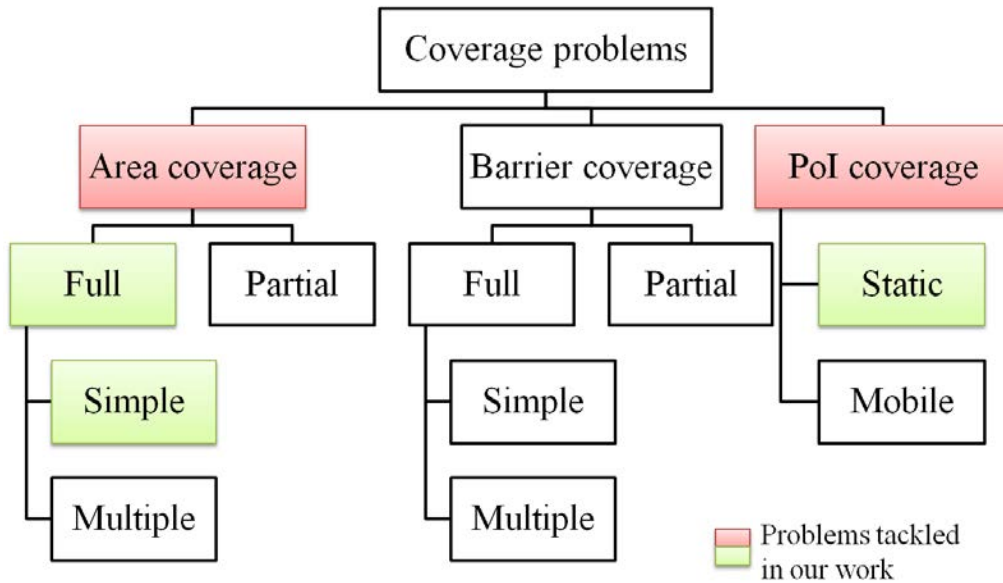 Coverage problems
Area coverage
Barrier coverage
PoI coverage
Full
Partial
Full
Partial
Static
Simple
Simple
Mobile
Multiple
Multiple
Problems tackled
in our work